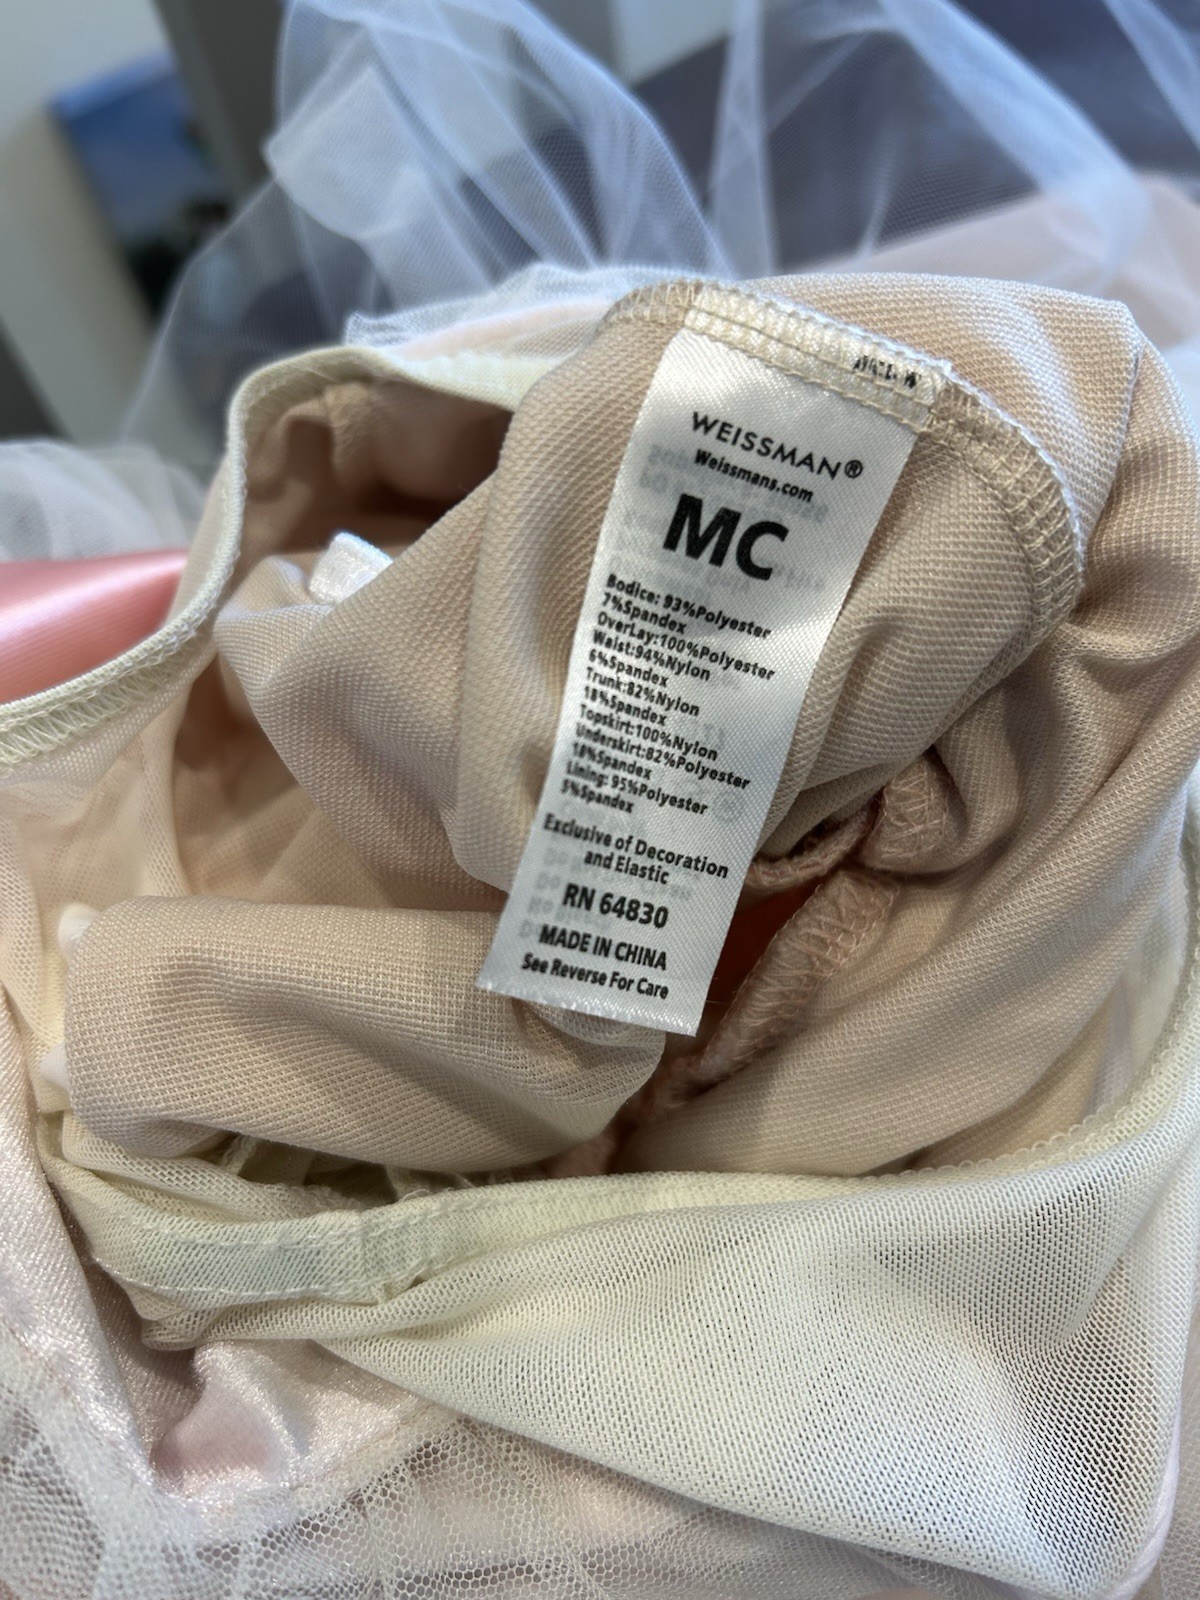 WEISSMAN®
Weissmans.com
MC
Bodice: 93%Polyester
7%Spandex
OverLay:100%Polyester
Waist:94%Nylon
6%Spandex
Trunk:82%Nylon
18%Spandex
Topskirt:100%Nylon
Underskirt:82%Polyester
18%Spandex
Lining: 95%Polyester
5%Spandex
Exclusive of Decoration
and Elastic
RN 64830
MADE IN CHINA
See Reverse For Care